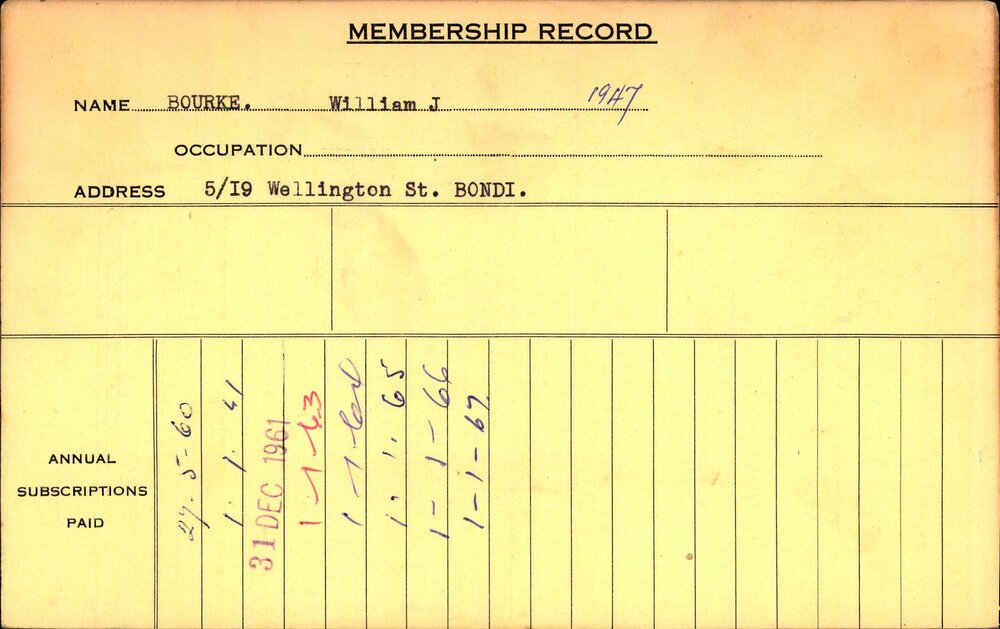 MEMBERSHIP RECORD
NAME BOURKE. William J 1947
OCCUPATION
ADDRESS 5/I9 Wellington St. BONDI.
ANNUAL
SUBSCRIPTIONS
PAID
27-5-60
1. 1. 61
31 DEC 1961
1-1-63
1-1-64
1. 1. 65
1-1-66
1-1-67